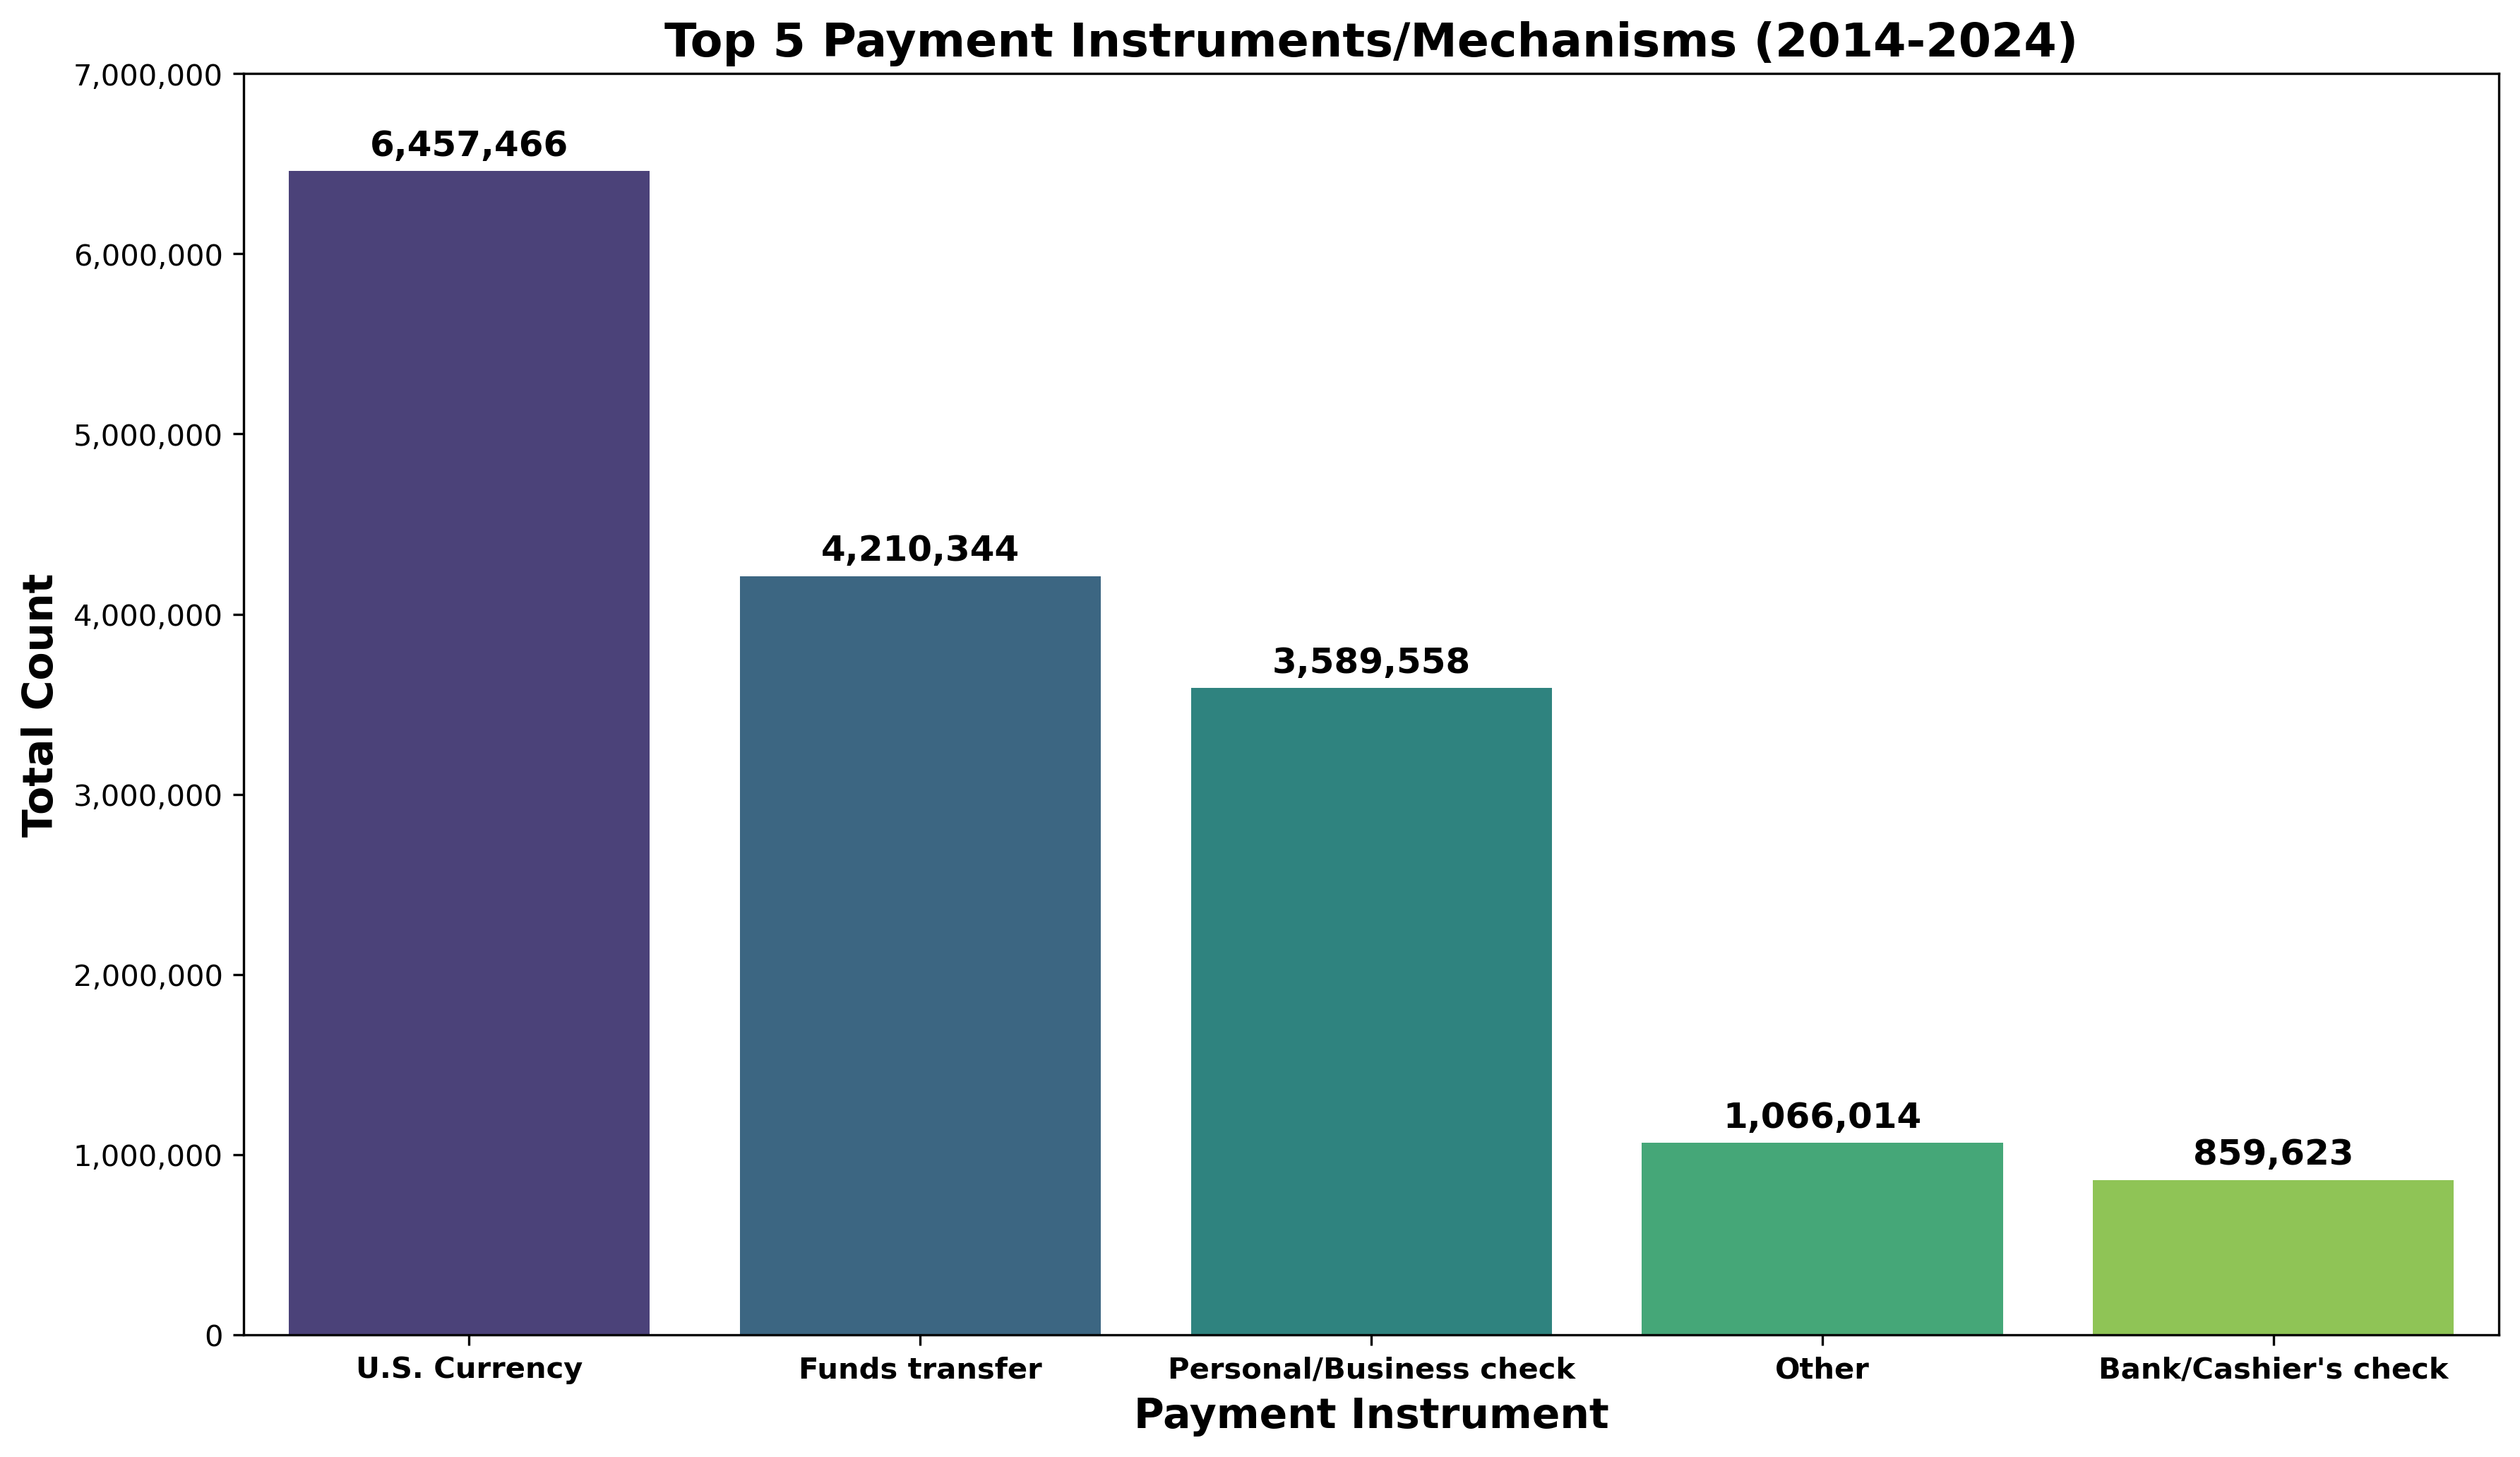 Top 5 Payment Instruments/Mechanisms (2014-2024)
7,000,000
6,000,000
5,000,000
4,000,000
3,000,000
2,000,000
1,000,000
0
Total Count
6,457,466
4,210,344
3,589,558
1,066,014
859,623
U.S. Currency
Funds transfer
Personal/Business check
Other
Bank/Cashier's check
Payment Instrument